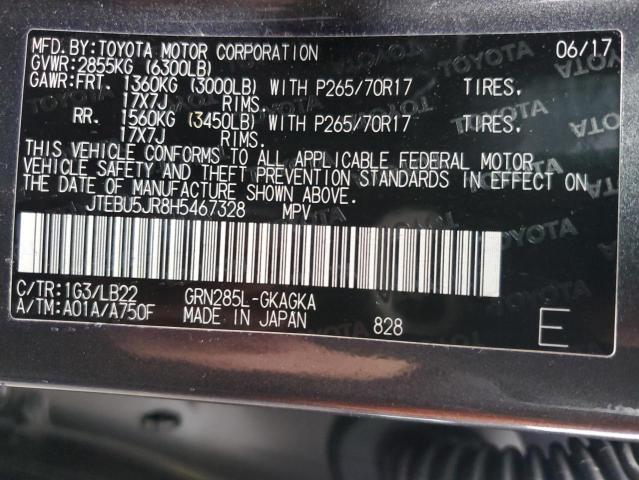 MFD.BY:TOYOTA MOTOR CORPORATION 06/17
GVWR:2855KG (6300LB)
GAWR:FRT. 1360KG (3000LB) WITH P265/70R17 TIRES.
17X7J RIMS.
RR. 1560KG (3450LB) WITH P265/70R17 TIRES.
17X7J RIMS.
THIS VEHICLE CONFORMS TO ALL APPLICABLE FEDERAL MOTOR
VEHICLE SAFETY AND THEFT PREVENTION STANDARDS IN EFFECT ON
THE DATE OF MANUFACTURE SHOWN ABOVE.
JTEBU5JR8H5467328 MPV
C/TR:1G3/LB22 GRN285L-GKAGKA
A/TM:A01A/A750F MADE IN JAPAN 828 E